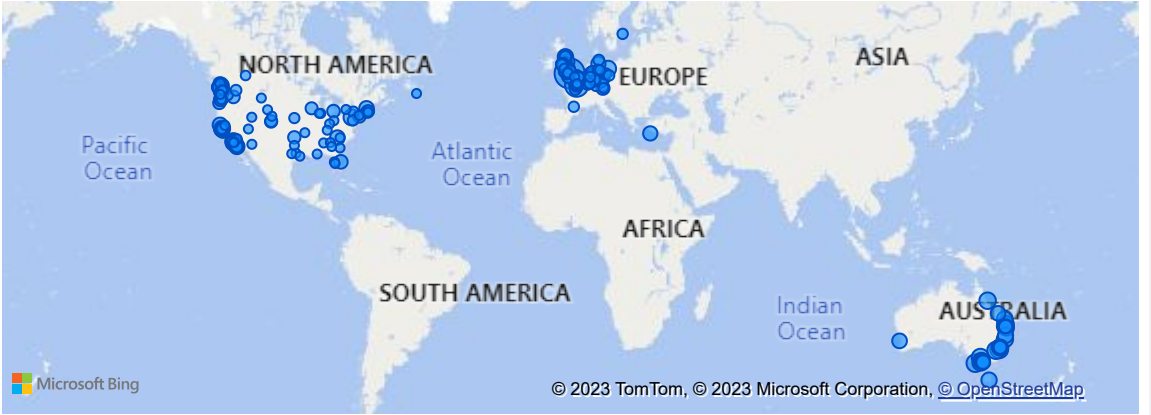 NORTH AMERICA
ASIA
EUROPE
Pacific
Ocean
Atlantic
Ocean
AFRICA
SOUTH AMERICA
Indian
Ocean
AUSTRALIA
Microsoft Bing
© 2023 TomTom, © 2023 Microsoft Corporation, © OpenStreetMap